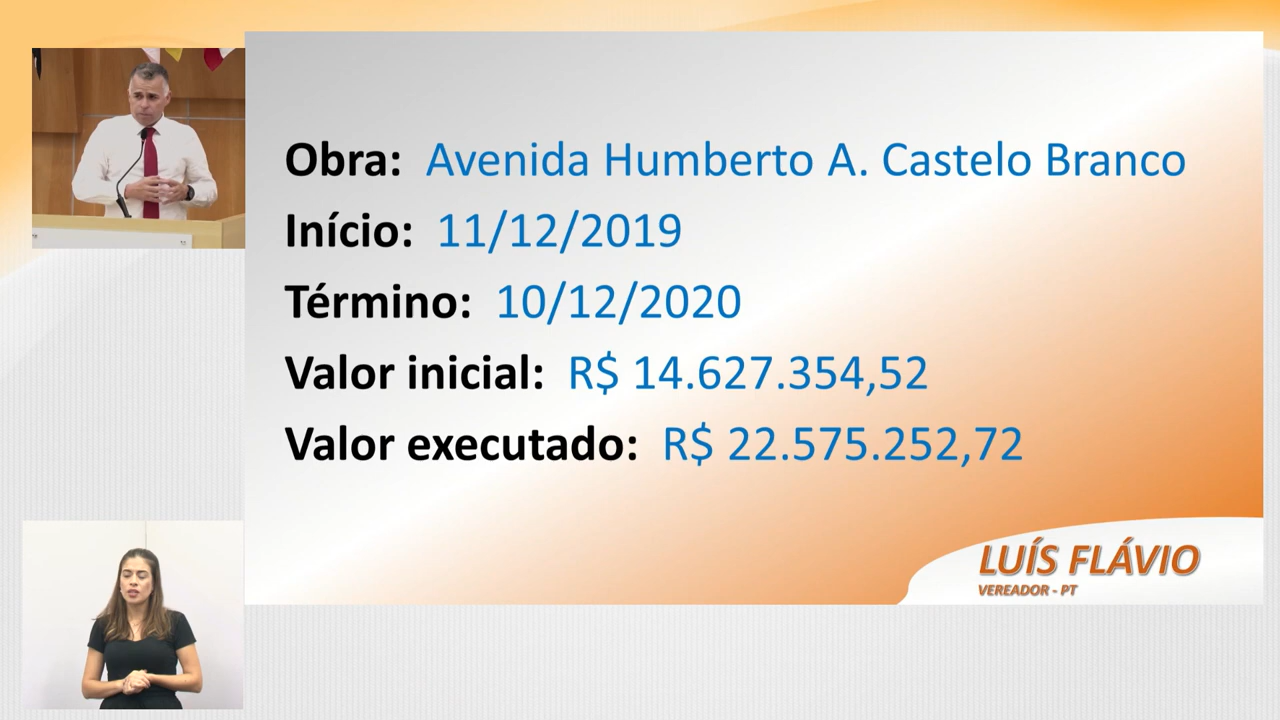 Obra: Avenida Humberto A. Castelo Branco
Início: 11/12/2019
Término: 10/12/2020
Valor inicial: R$ 14.627.354,52
Valor executado: R$ 22.575.252,72
LUÍS FLÁVIO
VEREADOR - PT